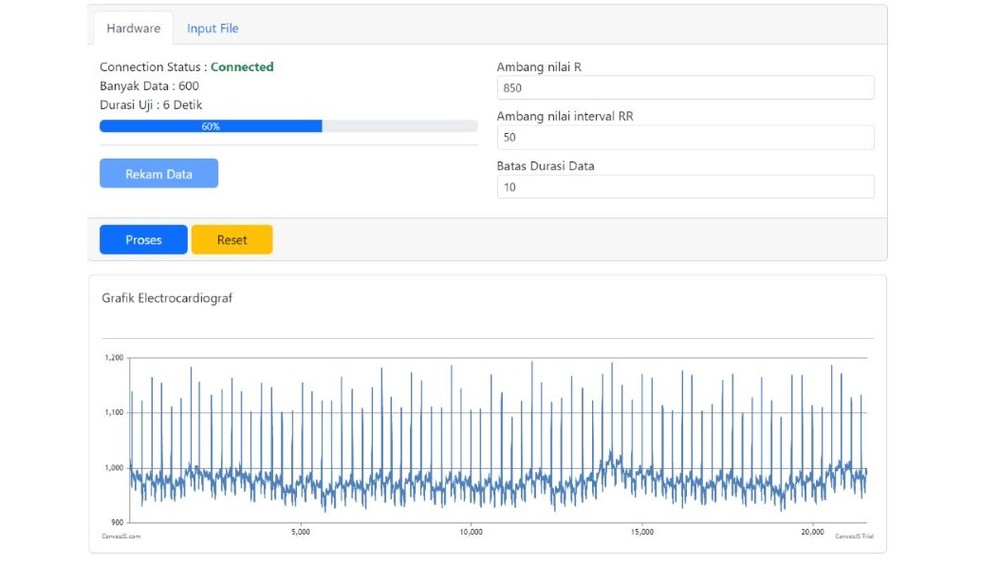 Hardware
Input File
Connection Status : Connected
Banyak Data : 600
Durasi Uji : 6 Detik
60%
Rekam Data
Ambang nilai R
850
Ambang nilai interval RR
50
Batas Durasi Data
10
Proses
Reset
Grafik Electrocardiograf
1,200
1,100
1,000
900
5,000
10,000
15,000
20,000
CanvasJS.com
CanvasJS Trial